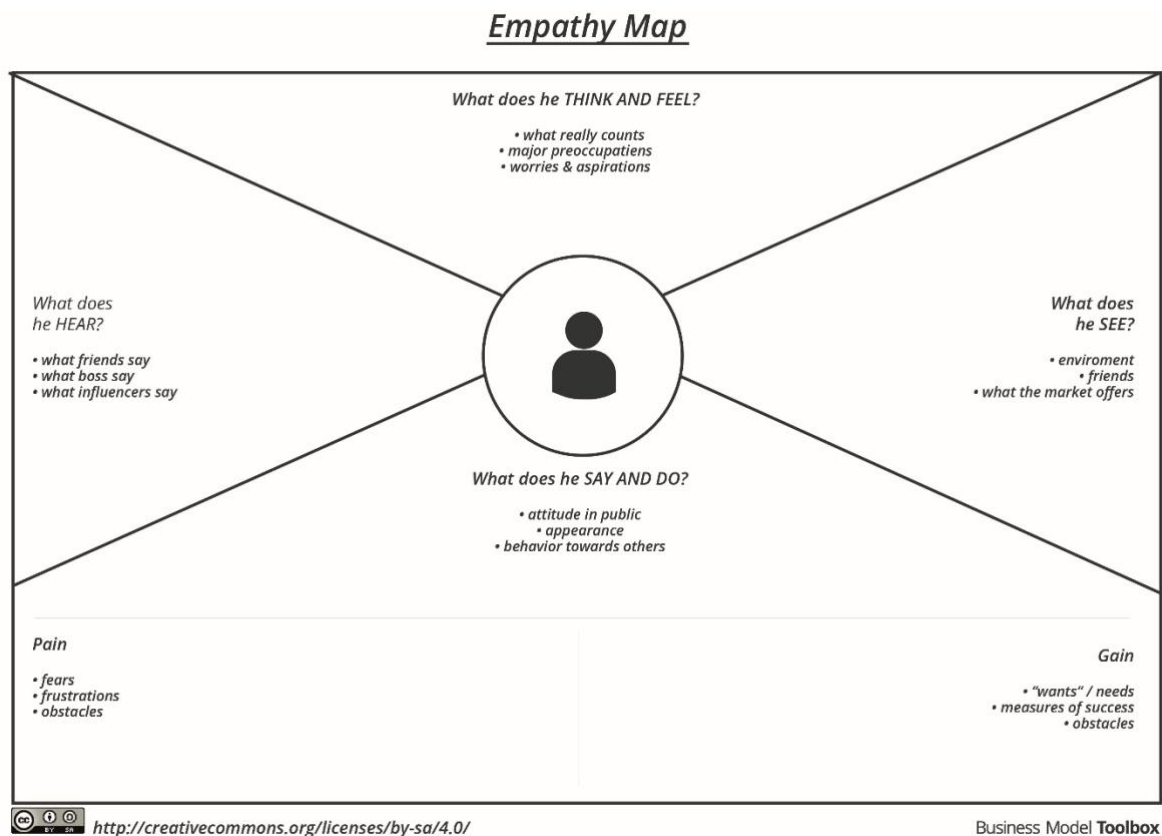 Empathy Map
What does he THINK AND FEEL?
• what really counts
• major preoccupatiens
• worries & aspirations
What does
he HEAR?
• what friends say
• what boss say
• what influencers say
What does
he SEE?
• enviroment
• friends
• what the market offers
What does he SAY AND DO?
• attitude in public
• appearance
• behavior towards others
Pain
• fears
• frustrations
• obstacles
Gain
• “wants“ / needs
• measures of success
• obstacles
cc BY SA
http://creativecommons.org/licenses/by-sa/4.0/
Business Model Toolbox